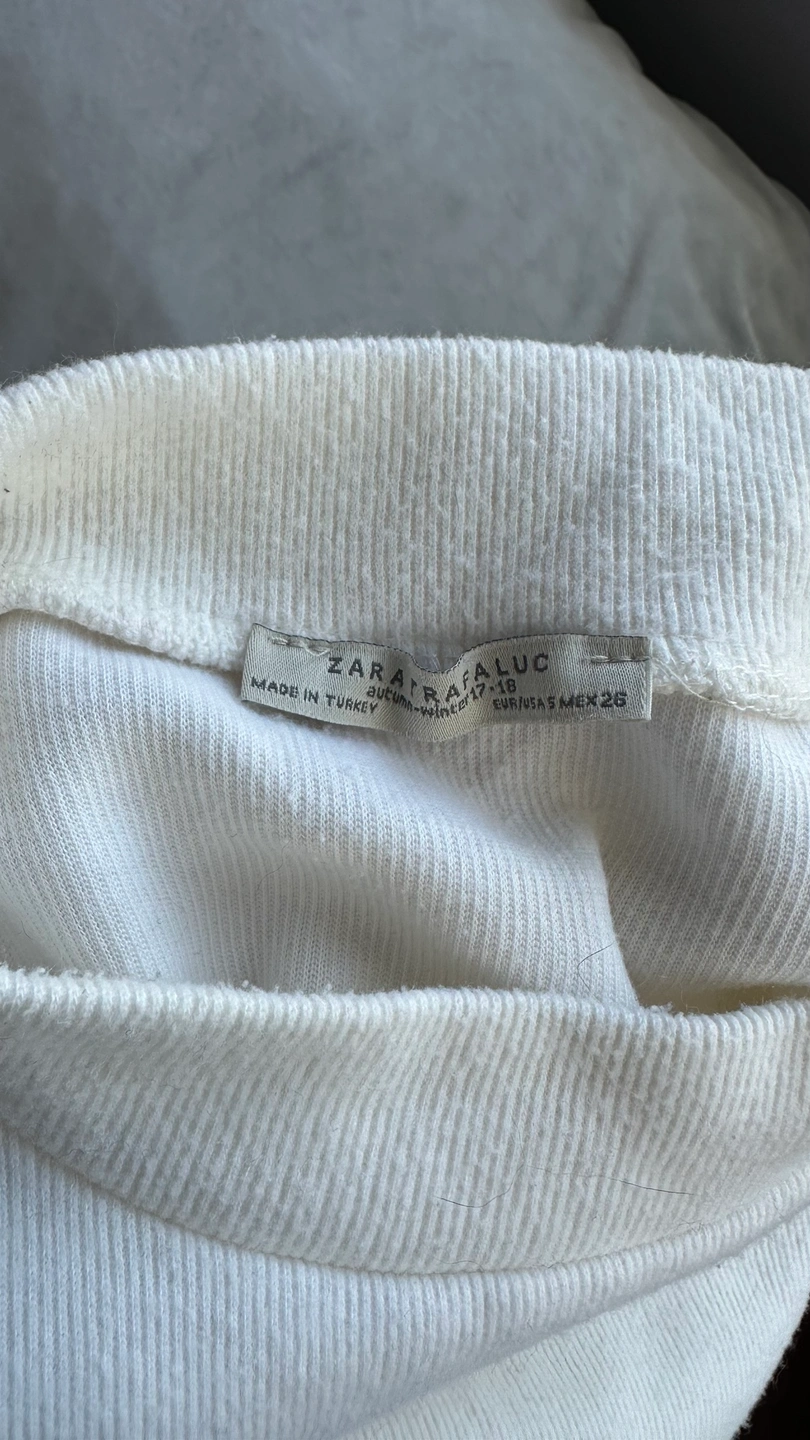 ZARA TRAFALUC
autumn-winter 17-18
MADE IN TURKEY EUR/USA S MEX 26